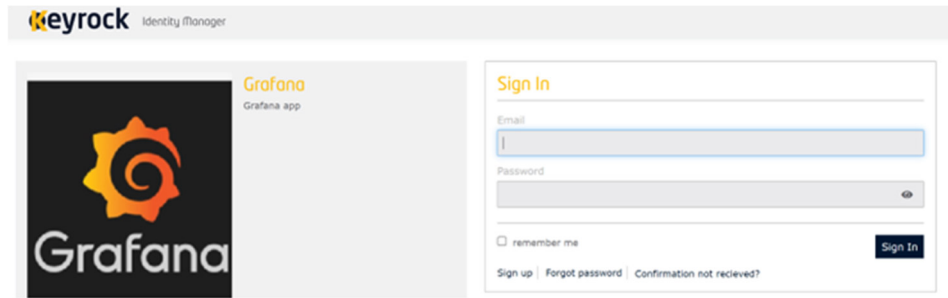 Keyrock Identity Manager
Grafana
Grafana app
Grafana
Sign In
Email
Password
remember me
Sign In
Sign up Forgot password Confirmation not recieved?